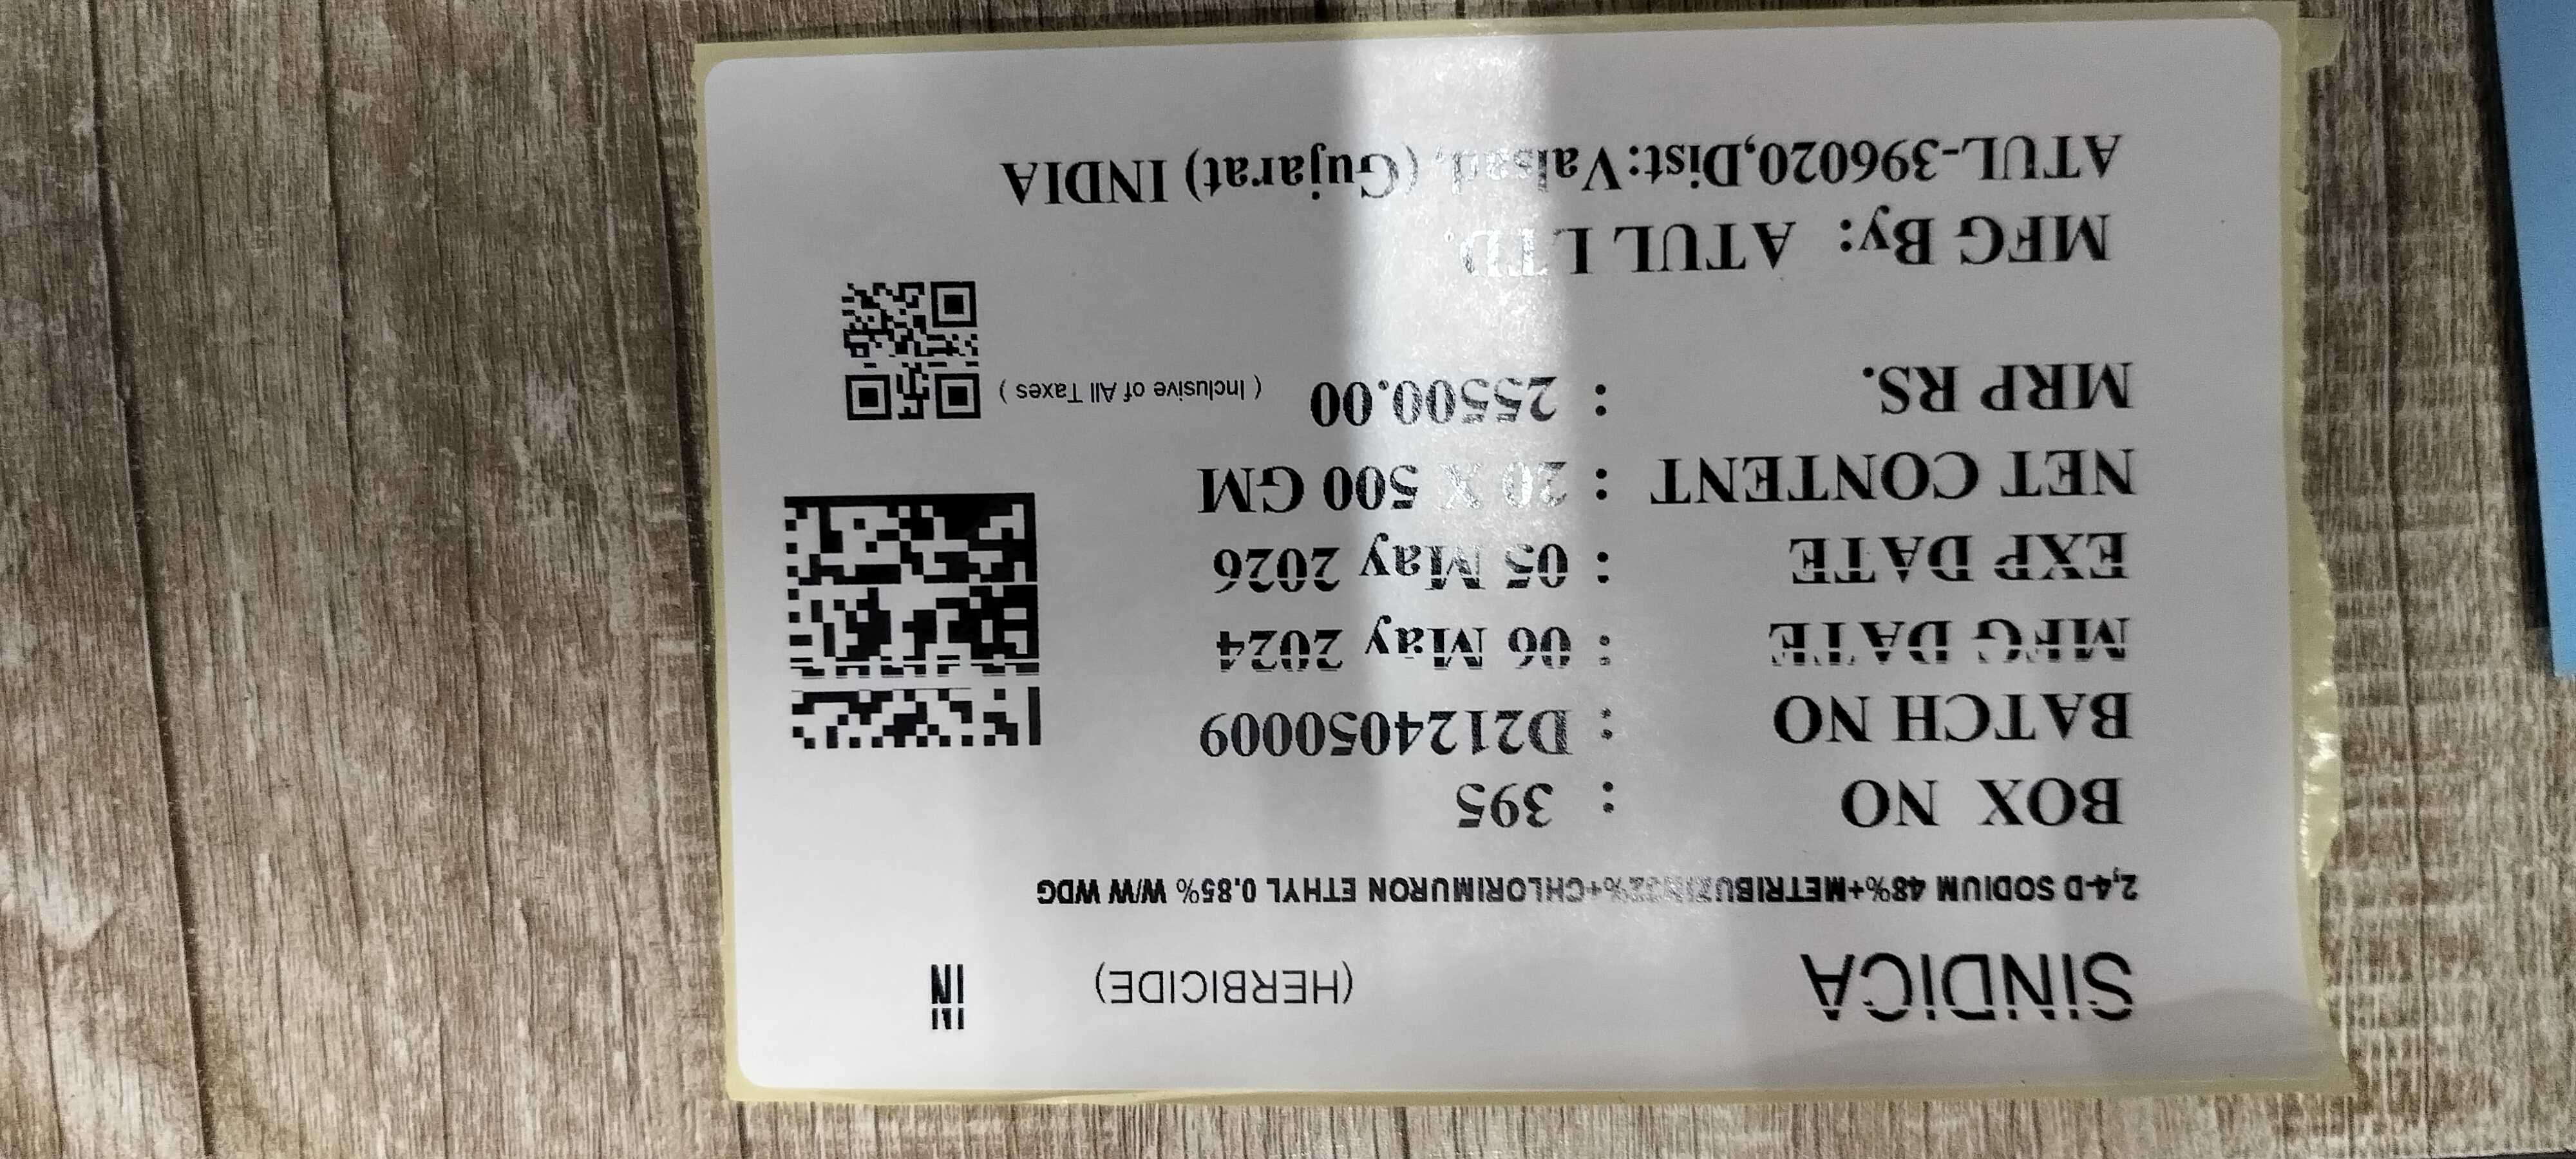 SiNDiCA (HERBICIDE) IN
2,4-D SODIUM 48%+METRIBUZIN32%+CHLORIMURON ETHYL 0.85% W/W WDG
BOX NO : 395
BATCH NO : D2124050009
MFG DATE : 06 May 2024
EXP DATE : 05 May 2026
NET CONTENT : 20 X 500 GM
MRP RS. : 25500.00 ( Inclusive of All Taxes )
MFG By: ATUL LTD.
ATUL-396020,Dist:Valsad, (Gujarat) INDIA